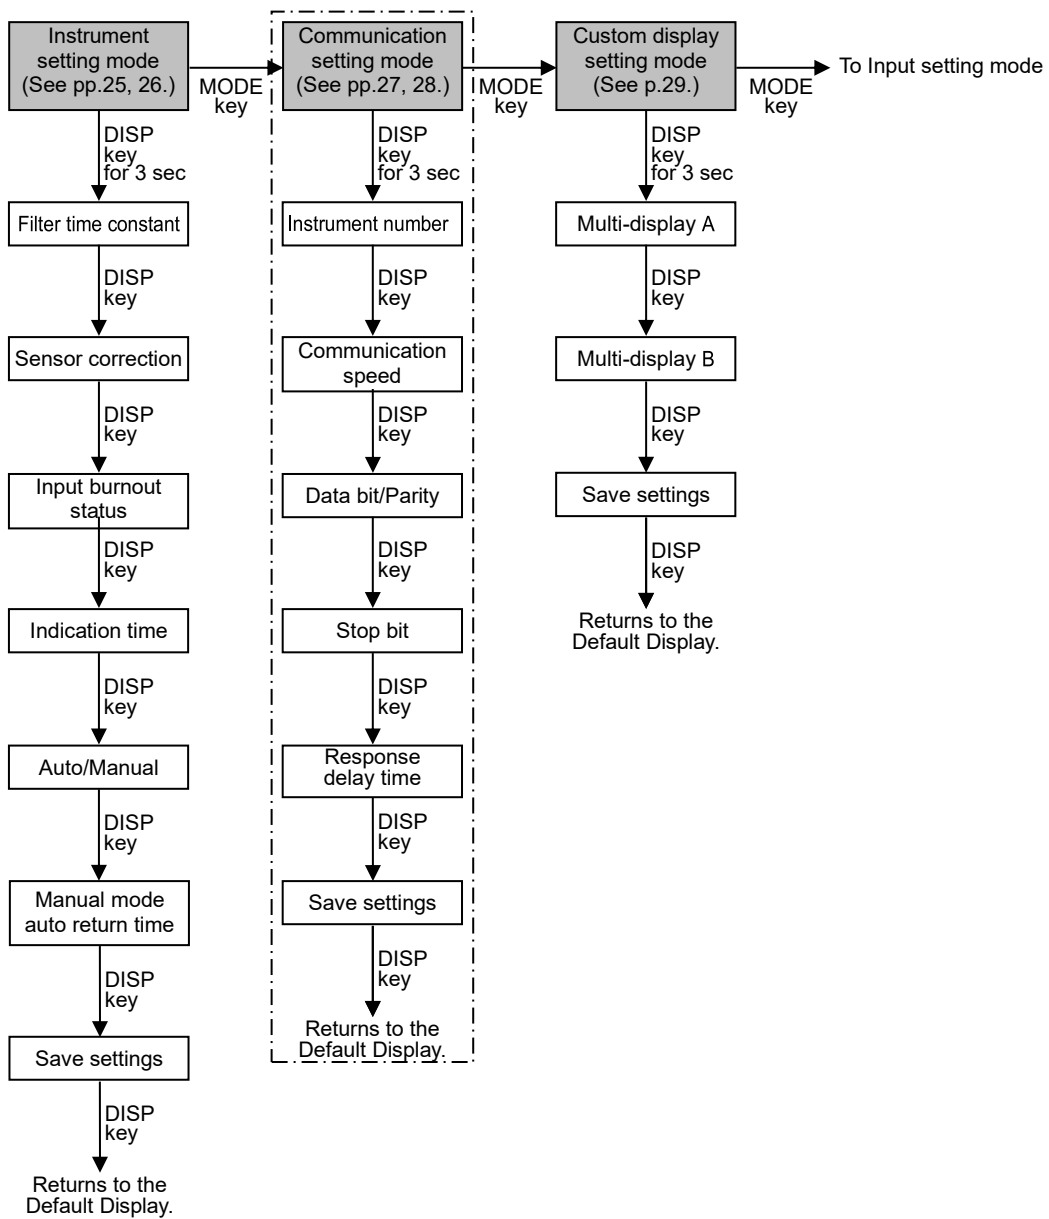 Instrument
setting mode
(See pp.25, 26.)
MODE
key
Communication
setting mode
(See pp.27, 28.)
MODE
key
Custom display
setting mode
(See p.29.)
MODE
key
To Input setting mode
DISP
key
for 3 sec
Filter time constant
DISP
key
Sensor correction
DISP
key
Input burnout
status
DISP
key
Indication time
DISP
key
Auto/Manual
DISP
key
Manual mode
auto return time
DISP
key
Save settings
DISP
key
Returns to the
Default Display.
DISP
key
for 3 sec
Instrument number
DISP
key
Communication
speed
DISP
key
Data bit/Parity
DISP
key
Stop bit
DISP
key
Response
delay time
DISP
key
Save settings
DISP
key
Returns to the
Default Display.
DISP
key
for 3 sec
Multi-display A
DISP
key
Multi-display B
DISP
key
Save settings
DISP
key
Returns to the
Default Display.